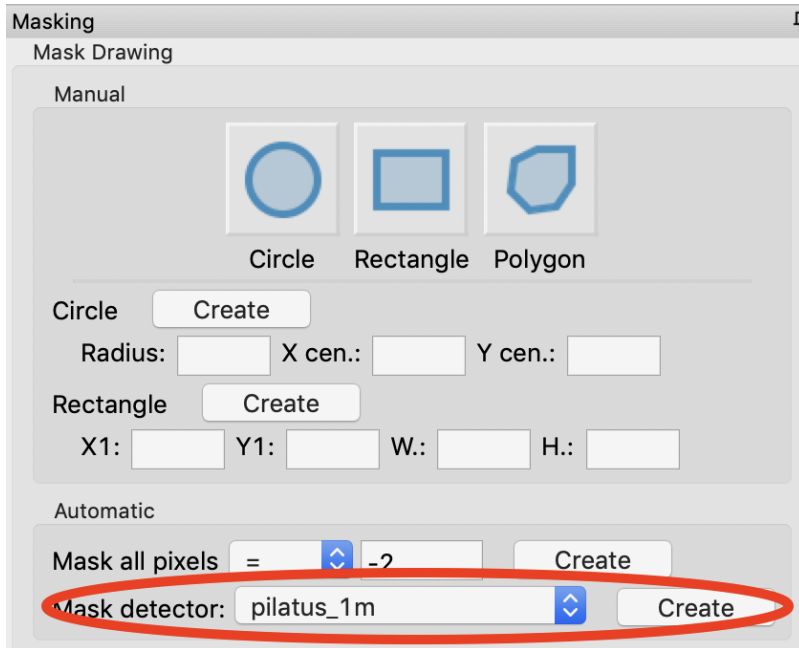 Masking
Mask Drawing
Manual
Circle Rectangle Polygon
Circle Create
Radius: X cen.: Y cen.:
Rectangle Create
X1: Y1: W.: H.:
Automatic
Mask all pixels = -2 Create
Mask detector: pilatus_1m Create